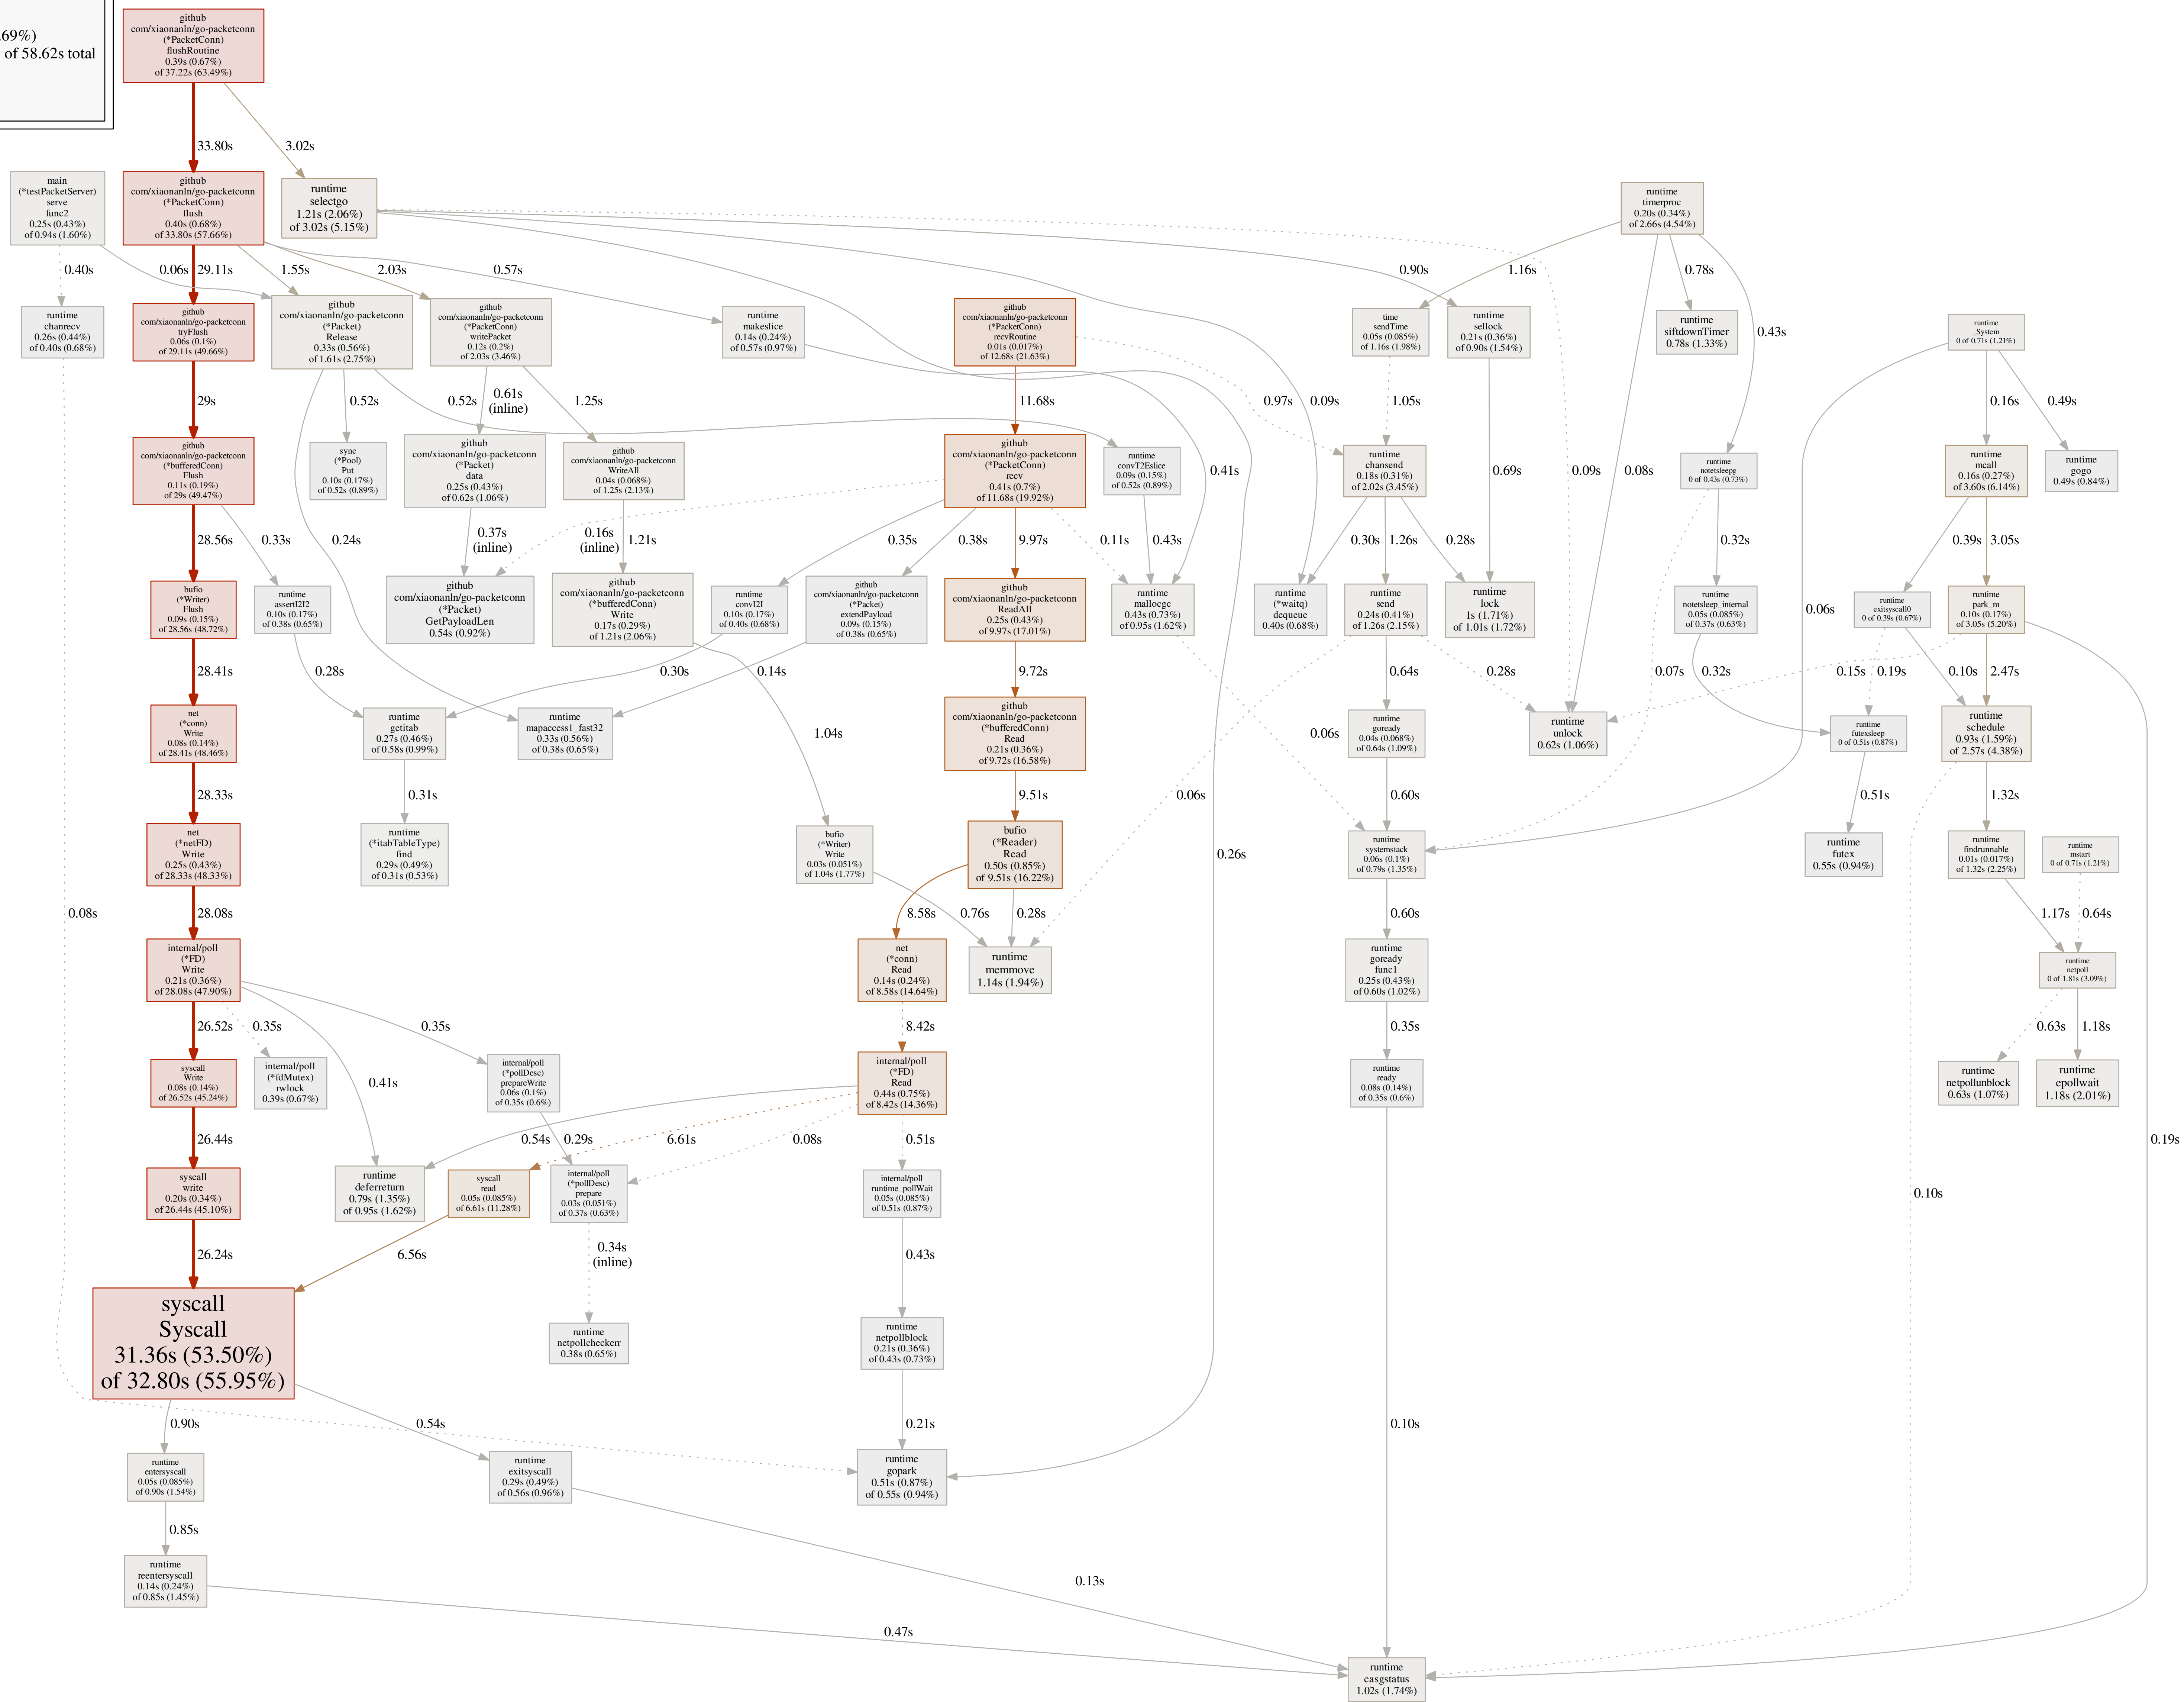 .69%)
of 58.62s total
github
com/xiaonanln/go-packetconn
(*PacketConn)
flushRoutine
0.39s (0.67%)
of 37.22s (63.49%)
33.80s
3.02s
main
(*testPacketServer)
serve
func2
0.25s (0.43%)
of 0.94s (1.60%)
github
com/xiaonanln/go-packetconn
(*PacketConn)
flush
0.40s (0.68%)
of 33.80s (57.66%)
runtime
selectgo
1.21s (2.06%)
of 3.02s (5.15%)
runtime
timerproc
0.20s (0.34%)
of 2.66s (4.54%)
0.40s
0.06s
29.11s
1.55s
2.03s
0.57s
0.90s
1.16s
0.78s
0.43s
runtime
chanrecv
0.26s (0.44%)
of 0.40s (0.68%)
github
com/xiaonanln/go-packetconn
tryFlush
0.06s (0.1%)
of 29.11s (49.66%)
github
com/xiaonanln/go-packetconn
(*Packet)
Release
0.33s (0.56%)
of 1.61s (2.75%)
github
com/xiaonanln/go-packetconn
(*PacketConn)
writePacket
0.12s (0.2%)
of 2.03s (3.46%)
runtime
makeslice
0.14s (0.24%)
of 0.57s (0.97%)
github
com/xiaonanln/go-packetconn
(*PacketConn)
recvRoutine
0.01s (0.017%)
of 12.68s (21.63%)
time
sendTime
0.05s (0.085%)
of 1.16s (1.98%)
runtime
sellock
0.21s (0.36%)
of 0.90s (1.54%)
runtime
siftdownTimer
0.78s (1.33%)
runtime
_System
0 of 0.71s (1.21%)
29s
0.52s
0.52s
0.61s
(inline)
1.25s
11.68s
0.97s
0.09s
1.05s
0.41s
0.69s
0.09s
0.08s
0.16s
0.49s
github
com/xiaonanln/go-packetconn
(*bufferedConn)
Flush
0.11s (0.19%)
of 29s (49.47%)
sync
(*Pool)
Put
0.10s (0.17%)
of 0.52s (0.89%)
github
com/xiaonanln/go-packetconn
(*Packet)
data
0.25s (0.43%)
of 0.62s (1.06%)
github
com/xiaonanln/go-packetconn
WriteAll
0.04s (0.068%)
of 1.25s (2.13%)
github
com/xiaonanln/go-packetconn
(*PacketConn)
recv
0.41s (0.7%)
of 11.68s (19.92%)
runtime
convT2Eslice
0.09s (0.15%)
of 0.52s (0.89%)
runtime
chansend
0.18s (0.31%)
of 2.02s (3.45%)
runtime
notetsleepg
0 of 0.43s (0.73%)
runtime
mcall
0.16s (0.27%)
of 3.60s (6.14%)
runtime
gogo
0.49s (0.84%)
28.56s
0.33s
0.24s
0.37s
(inline)
0.16s
(inline)
1.21s
0.35s
0.38s
9.97s
0.11s
0.43s
0.30s
1.26s
0.28s
0.32s
0.39s
3.05s
bufio
(*Writer)
Flush
0.09s (0.15%)
of 28.56s (48.72%)
runtime
assertI2I2
0.10s (0.17%)
of 0.38s (0.65%)
github
com/xiaonanln/go-packetconn
(*Packet)
GetPayloadLen
0.54s (0.92%)
github
com/xiaonanln/go-packetconn
(*bufferedConn)
Write
0.17s (0.29%)
of 1.21s (2.06%)
runtime
convI2I
0.10s (0.17%)
of 0.40s (0.68%)
github
com/xiaonanln/go-packetconn
(*Packet)
extendPayload
0.09s (0.15%)
of 0.38s (0.65%)
github
com/xiaonanln/go-packetconn
ReadAll
0.25s (0.43%)
of 9.97s (17.01%)
runtime
mallocgc
0.43s (0.73%)
of 0.95s (1.62%)
runtime
(*waitq)
dequeue
0.40s (0.68%)
runtime
send
0.24s (0.41%)
of 1.26s (2.15%)
runtime
lock
1s (1.71%)
of 1.01s (1.72%)
runtime
notetsleep_internal
0.05s (0.085%)
of 0.37s (0.63%)
0.06s
runtime
exitsyscall0
0 of 0.39s (0.67%)
runtime
park_m
0.10s (0.17%)
of 3.05s (5.20%)
28.41s
0.28s
0.30s
0.14s
9.72s
0.64s
0.28s
0.07s
0.32s
0.15s
0.19s
0.10s
2.47s
net
(*conn)
Write
0.08s (0.14%)
of 28.41s (48.46%)
runtime
getitab
0.27s (0.46%)
of 0.58s (0.99%)
runtime
mapaccess1_fast32
0.33s (0.56%)
of 0.38s (0.65%)
1.04s
github
com/xiaonanln/go-packetconn
(*bufferedConn)
Read
0.21s (0.36%)
of 9.72s (16.58%)
0.06s
runtime
goready
0.04s (0.068%)
of 0.64s (1.09%)
runtime
unlock
0.62s (1.06%)
runtime
futexsleep
0 of 0.51s (0.87%)
runtime
schedule
0.93s (1.59%)
of 2.57s (4.38%)
28.33s
0.31s
9.51s
0.06s
0.60s
0.51s
1.32s
net
(*netFD)
Write
0.25s (0.43%)
of 28.33s (48.33%)
runtime
(*itabTableType)
find
0.29s (0.49%)
of 0.31s (0.53%)
bufio
(*Writer)
Write
0.03s (0.051%)
of 1.04s (1.77%)
bufio
(*Reader)
Read
0.50s (0.85%)
of 9.51s (16.22%)
0.26s
runtime
systemstack
0.06s (0.1%)
of 0.79s (1.35%)
runtime
futex
0.55s (0.94%)
runtime
findrunnable
0.01s (0.017%)
of 1.32s (2.25%)
runtime
mstart
0 of 0.71s (1.21%)
0.08s
28.08s
8.58s
0.76s
0.28s
0.60s
1.17s
0.64s
internal/poll
(*FD)
Write
0.21s (0.36%)
of 28.08s (47.90%)
net
(*conn)
Read
0.14s (0.24%)
of 8.58s (14.64%)
runtime
memmove
1.14s (1.94%)
runtime
goready
func1
0.25s (0.43%)
of 0.60s (1.02%)
runtime
netpoll
0 of 1.81s (3.09%)
26.52s
0.35s
0.41s
0.35s
8.42s
0.35s
0.63s
1.18s
syscall
Write
0.08s (0.14%)
of 26.52s (45.24%)
internal/poll
(*fdMutex)
rwlock
0.39s (0.67%)
internal/poll
(*pollDesc)
prepareWrite
0.06s (0.1%)
of 0.35s (0.6%)
internal/poll
(*FD)
Read
0.44s (0.75%)
of 8.42s (14.36%)
runtime
ready
0.08s (0.14%)
of 0.35s (0.6%)
runtime
netpollunblock
0.63s (1.07%)
runtime
epollwait
1.18s (2.01%)
26.44s
0.54s
0.29s
6.61s
0.08s
0.51s
0.19s
syscall
write
0.20s (0.34%)
of 26.44s (45.10%)
runtime
deferreturn
0.79s (1.35%)
of 0.95s (1.62%)
syscall
read
0.05s (0.085%)
of 6.61s (11.28%)
internal/poll
(*pollDesc)
prepare
0.03s (0.051%)
of 0.37s (0.63%)
internal/poll
runtime_pollWait
0.05s (0.085%)
of 0.51s (0.87%)
0.10s
26.24s
6.56s
0.34s
(inline)
0.43s
syscall
Syscall
31.36s (53.50%)
of 32.80s (55.95%)
runtime
netpollcheckerr
0.38s (0.65%)
runtime
netpollblock
0.21s (0.36%)
of 0.43s (0.73%)
0.90s
0.54s
0.21s
0.10s
runtime
entersyscall
0.05s (0.085%)
of 0.90s (1.54%)
runtime
exitsyscall
0.29s (0.49%)
of 0.56s (0.96%)
runtime
gopark
0.51s (0.87%)
of 0.55s (0.94%)
0.85s
runtime
reentersyscall
0.14s (0.24%)
of 0.85s (1.45%)
0.13s
0.47s
runtime
casgstatus
1.02s (1.74%)